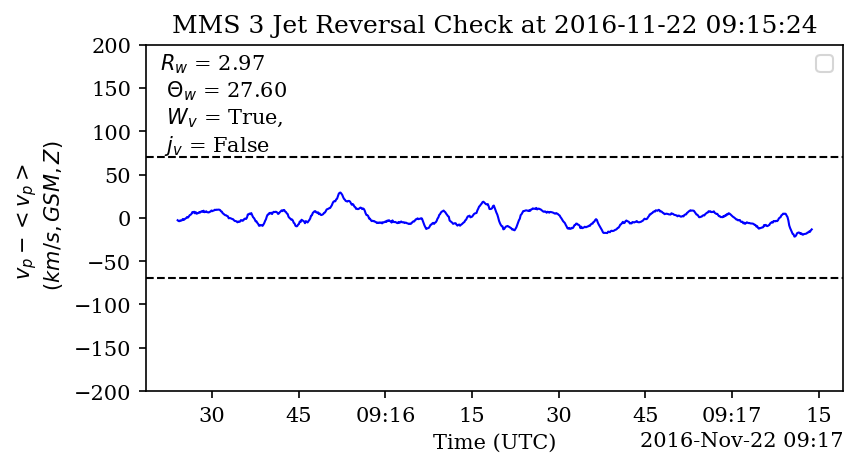 MMS 3 Jet Reversal Check at 2016-11-22 09:15:24
200
150
100
50
0
−50
−100
−150
−200
v_p − < v_p >
(km/s, GSM, Z)
R_w = 2.97
Θ_w = 27.60
W_v = True,
j_v = False
30 45 09:16 15 30 45 09:17 15
Time (UTC)
2016-Nov-22 09:17